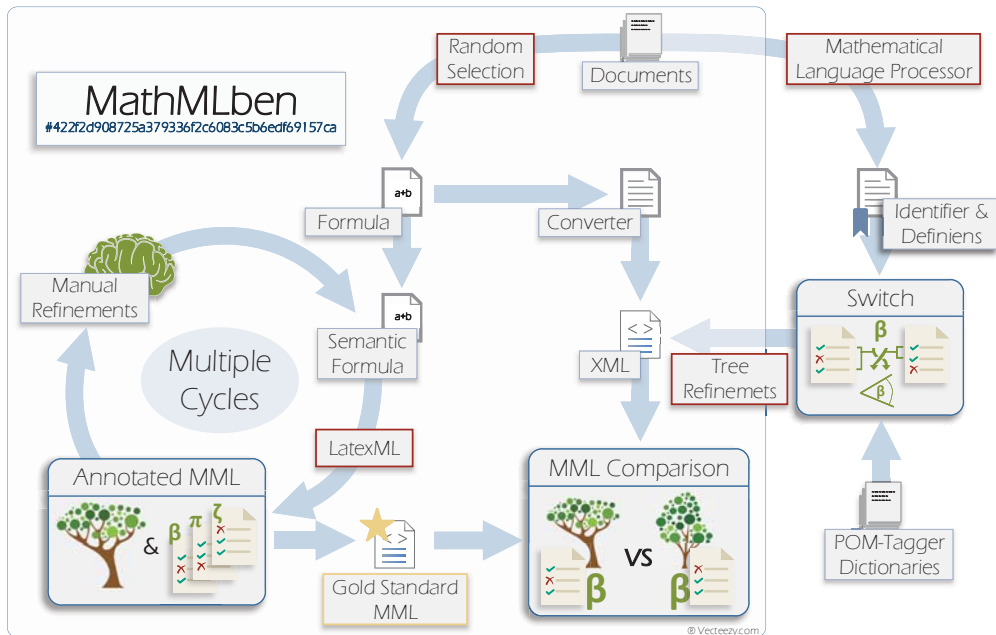 Random
Selection
Documents
Mathematical
Language Processor
MathMLben
#422f2d908725a379336f2c6083c5b6edf69157ca
a+b
Formula
Converter
Identifier &
Definiens
Manual
Refinements
a+b
Semantic
Formula
< >
XML
Switch
β
β
Tree
Refinemets
Multiple
Cycles
LatexML
Annotated MML
& β π ζ
< >
Gold Standard
MML
MML Comparison
vs
β β
POM-Tagger
Dictionaries
® Vecteezy.com